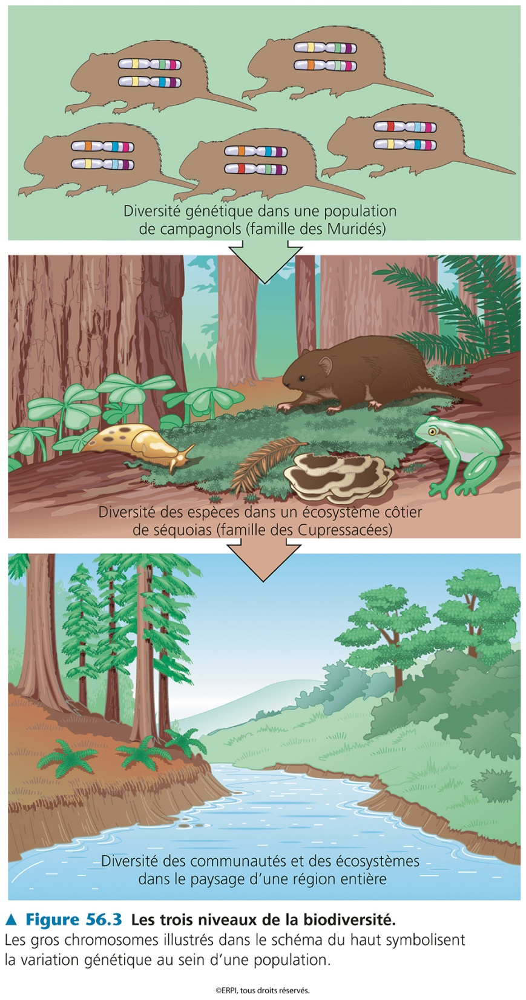 Diversité génétique dans une population
de campagnols (famille des Muridés)
Diversité des espèces dans un écosystème côtier
de séquoias (famille des Cupressacées)
Diversité des communautés et des écosystèmes
dans le paysage d’une région entière
▲ Figure 56.3 Les trois niveaux de la biodiversité.
Les gros chromosomes illustrés dans le schéma du haut symbolisent
la variation génétique au sein d’une population.
©ERPI, tous droits réservés.